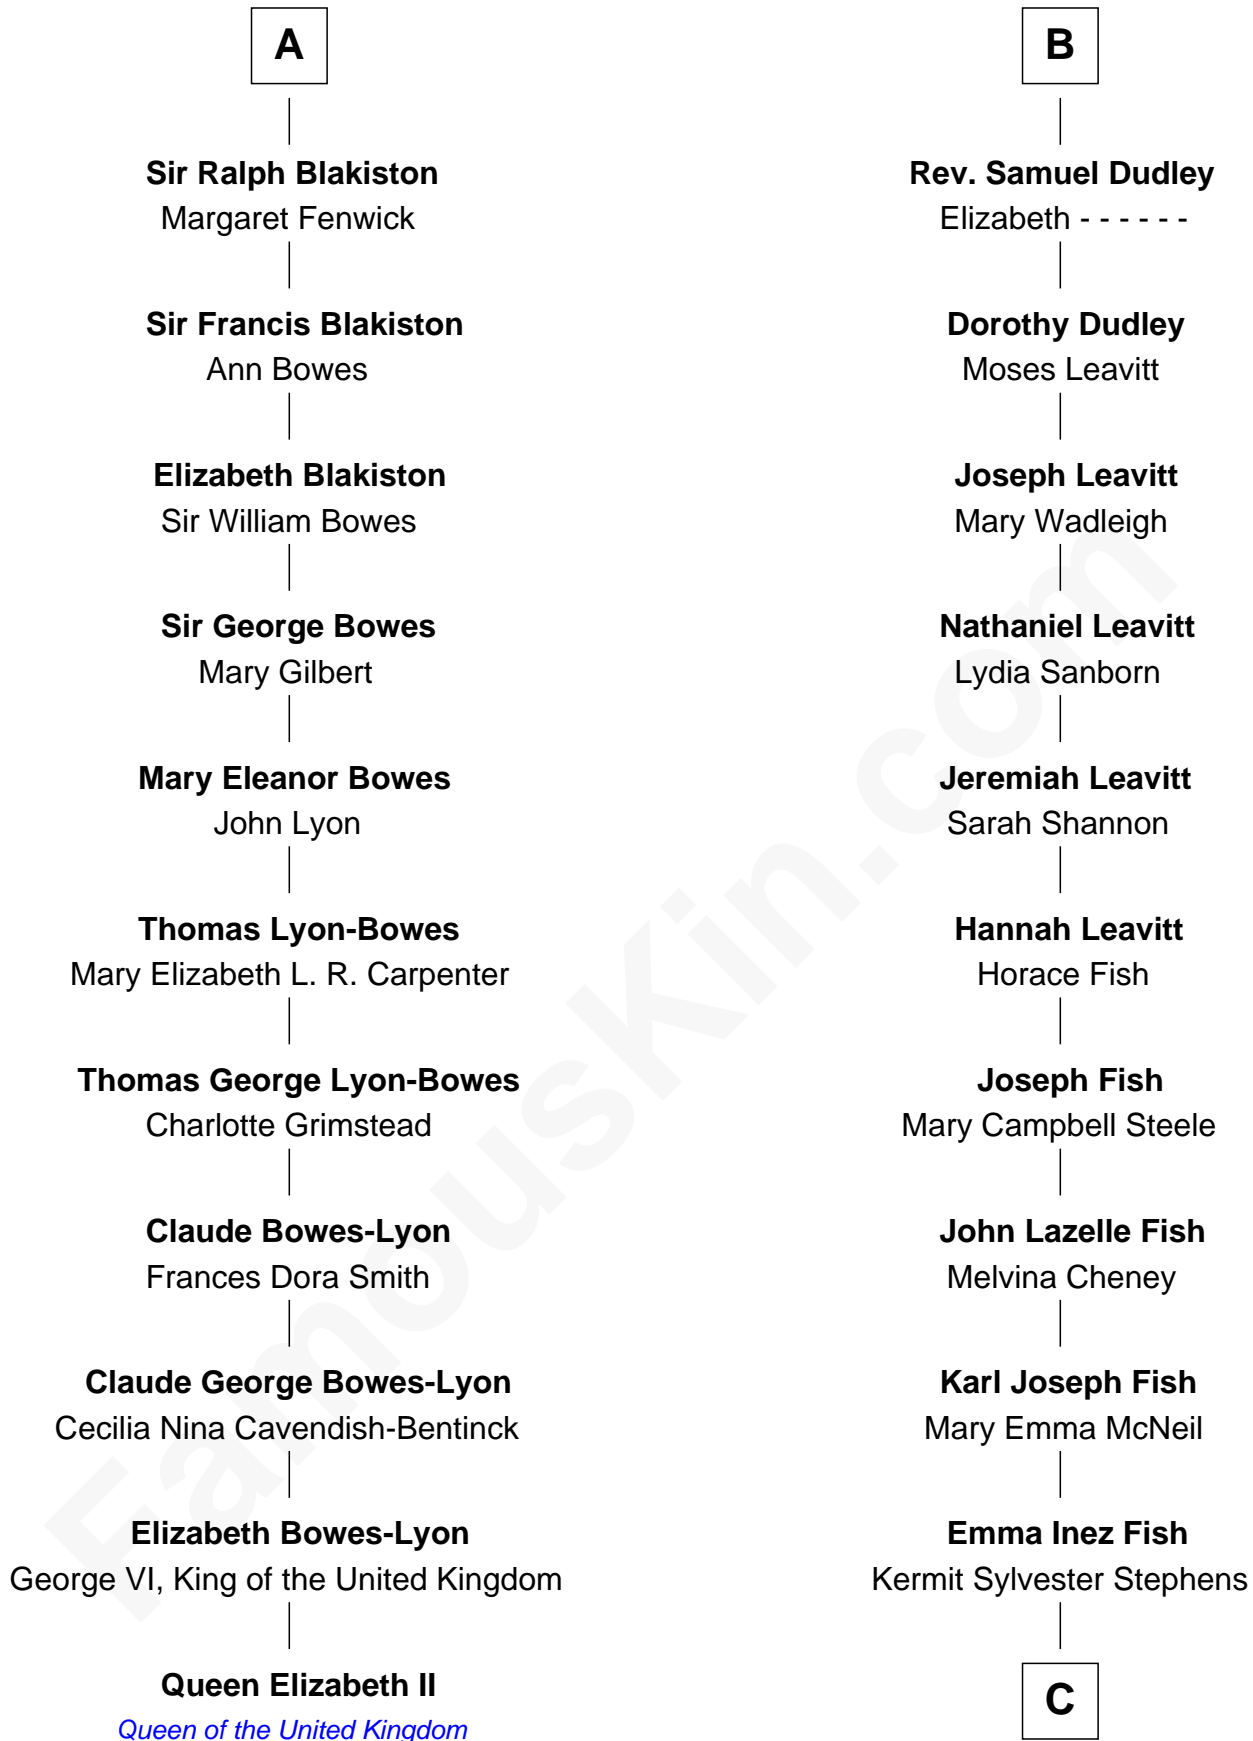 A
Sir Ralph Blakiston
Margaret Fenwick
Sir Francis Blakiston
Ann Bowes
Elizabeth Blakiston
Sir William Bowes
Sir George Bowes
Mary Gilbert
Mary Eleanor Bowes
John Lyon
Thomas Lyon-Bowes
Mary Elizabeth L. R. Carpenter
Thomas George Lyon-Bowes
Charlotte Grimstead
Claude Bowes-Lyon
Frances Dora Smith
Claude George Bowes-Lyon
Cecilia Nina Cavendish-Bentinck
Elizabeth Bowes-Lyon
George VI, King of the United Kingdom
Queen Elizabeth II
Queen of the United Kingdom
B
Rev. Samuel Dudley
Elizabeth - - - - - -
Dorothy Dudley
Moses Leavitt
Joseph Leavitt
Mary Wadleigh
Nathaniel Leavitt
Lydia Sanborn
Jeremiah Leavitt
Sarah Shannon
Hannah Leavitt
Horace Fish
Joseph Fish
Mary Campbell Steele
John Lazelle Fish
Melvina Cheney
Karl Joseph Fish
Mary Emma McNeil
Emma Inez Fish
Kermit Sylvester Stephens
C
FamousKin.com